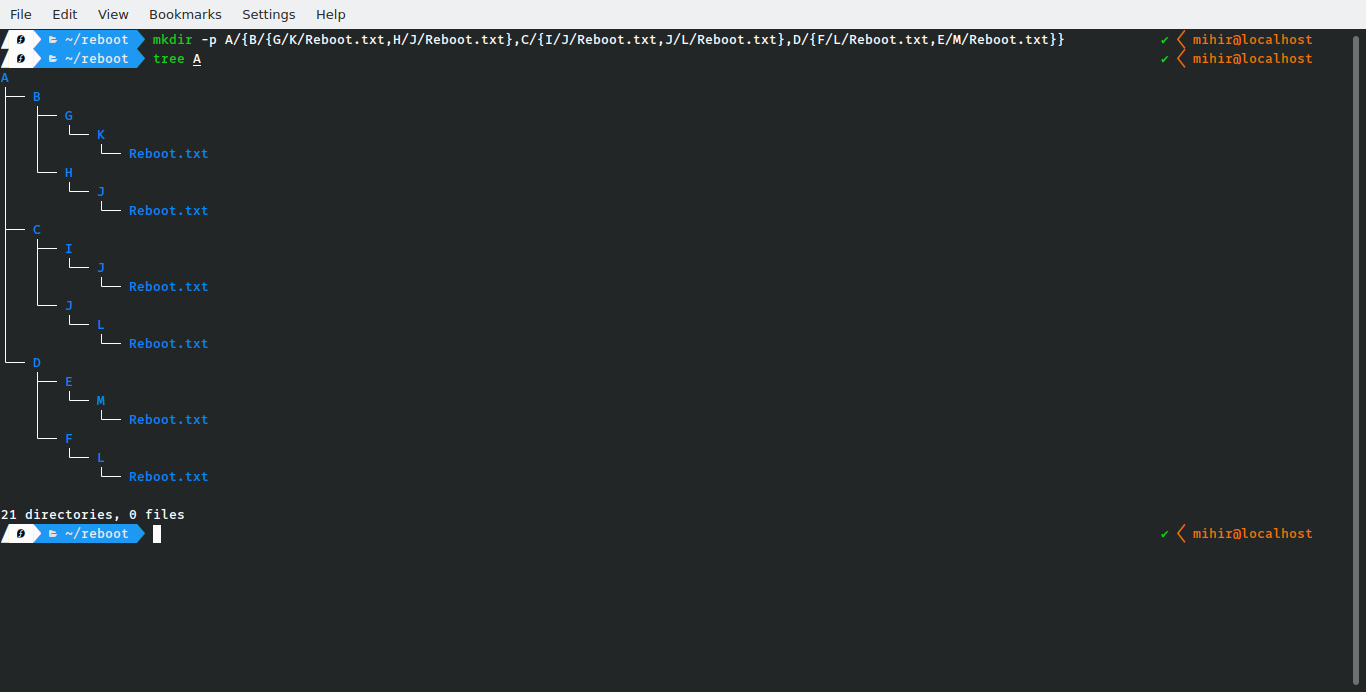 File Edit View Bookmarks Settings Help
~/reboot mkdir -p A/{B/{G/K/Reboot.txt,H/J/Reboot.txt},C/{I/J/Reboot.txt,J/L/Reboot.txt},D/{F/L/Reboot.txt,E/M/Reboot.txt}} ✔ mihir@localhost
~/reboot tree A ✔ mihir@localhost
A
├── B
│   ├── G
│   │   └── K
│   │       └── Reboot.txt
│   └── H
│       └── J
│           └── Reboot.txt
├── C
│   ├── I
│   │   └── J
│   │       └── Reboot.txt
│   └── J
│       └── L
│           └── Reboot.txt
└── D
    ├── E
    │   └── M
    │       └── Reboot.txt
    └── F
        └── L
            └── Reboot.txt
21 directories, 0 files
~/reboot ✔ mihir@localhost